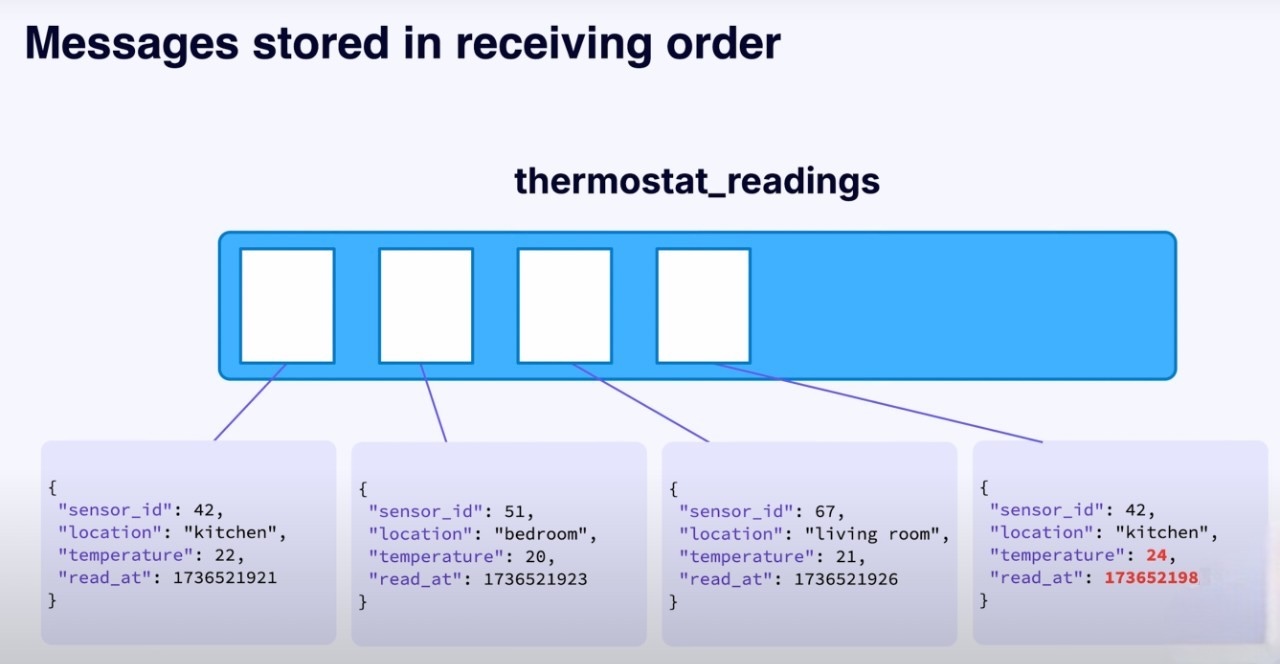 Messages stored in receiving order
thermostat_readings
{
"sensor_id": 42,
"location": "kitchen",
"temperature": 22,
"read_at": 1736521921
}
{
"sensor_id": 51,
"location": "bedroom",
"temperature": 20,
"read_at": 1736521923
}
{
"sensor_id": 67,
"location": "living room",
"temperature": 21,
"read_at": 1736521926
}
{
"sensor_id": 42,
"location": "kitchen",
"temperature": 24,
"read_at": 173652198
}